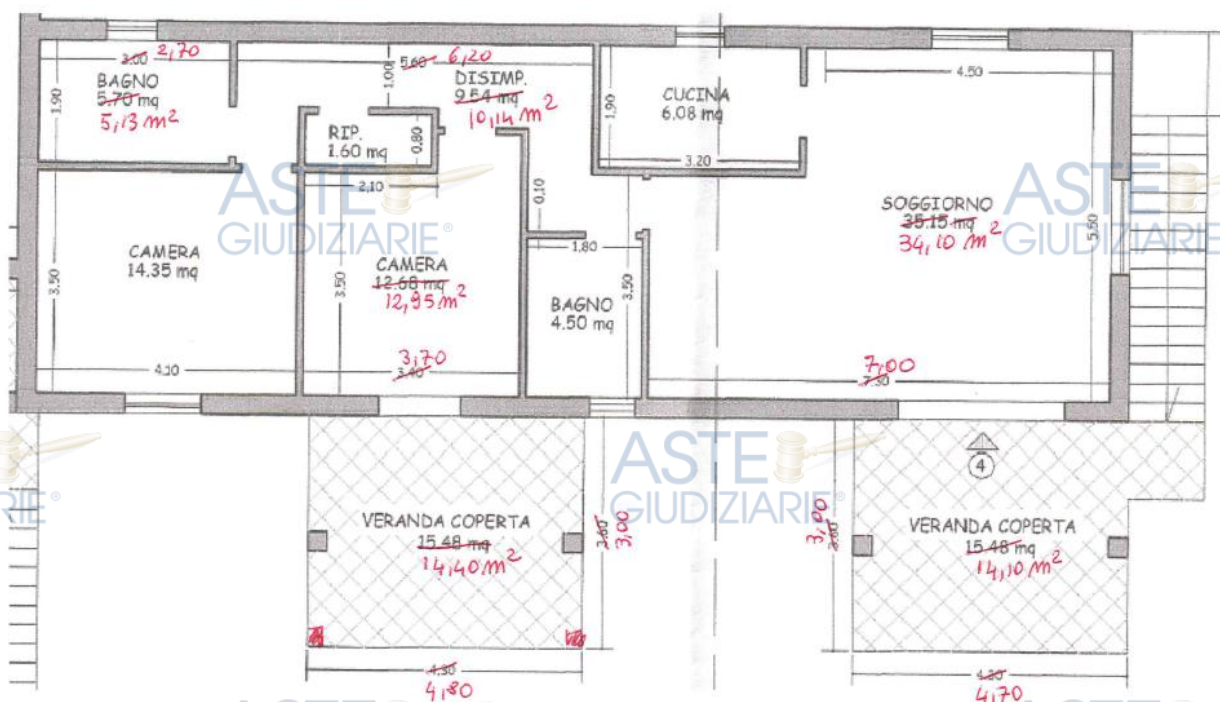 3.00 2,70
BAGNO
5.70 mq
5,13 m²
1.90
5.60 6,20
1.00
DISIMP.
9.54 mq
10,14 m²
RIP.
1.60 mq
0.80
CUCINA
6.08 mq
1.90
3.20
4.50
SOGGIORNO
35.15 mq
34,10 m²
5.60
7,00
7.30
CAMERA
14.35 mq
3.50
4.10
2,10
CAMERA
12.68 mq
12,95 m²
3.50
3,70
3.40
0.10
1.80
BAGNO
4.50 mq
3.50
ASTE
GIUDIZIARIE®
ASTE
GIUDIZIARIE
ASTE
GIUDIZIARIE®
RIE®
VERANDA COPERTA
15.48 mq
14,40 m²
3.60
3,00
4.30
4,80
4
VERANDA COPERTA
15.48 mq
14,10 m²
3.60
3,00
4.30
4,70